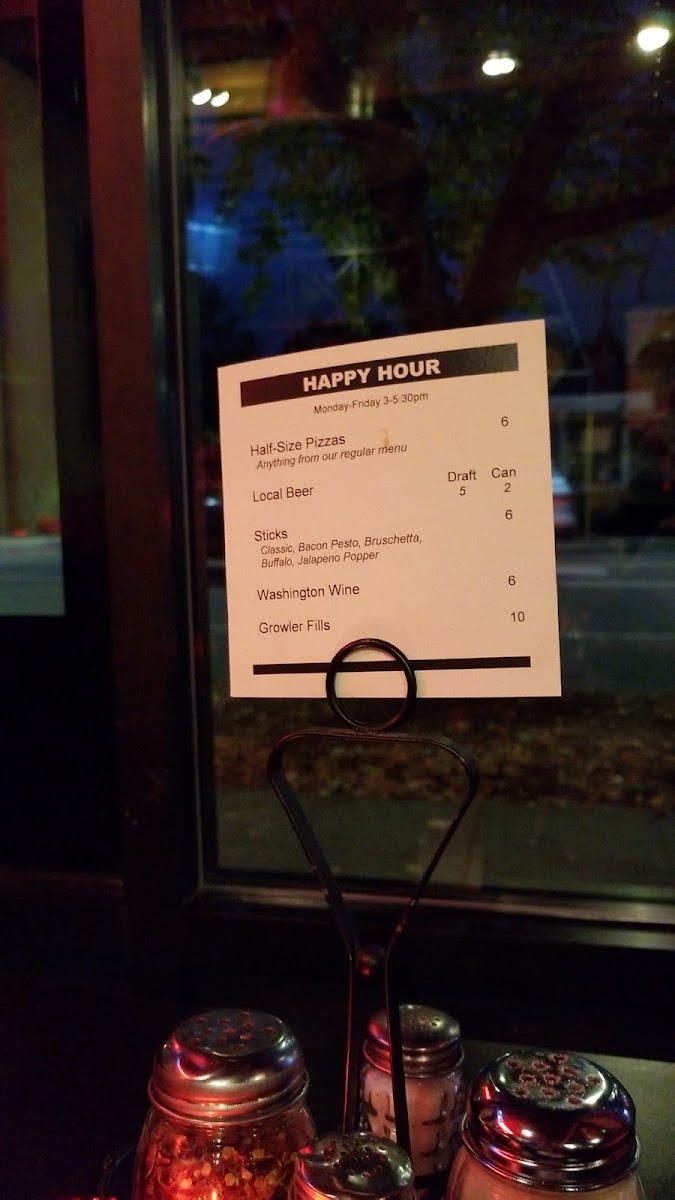 HAPPY HOUR
Monday-Friday 3-5:30pm
Half-Size Pizzas 6
Anything from our regular menu
Draft Can
Local Beer 5 2
Sticks 6
Classic, Bacon Pesto, Bruschetta,
Buffalo, Jalapeno Popper
Washington Wine 6
Growler Fills 10